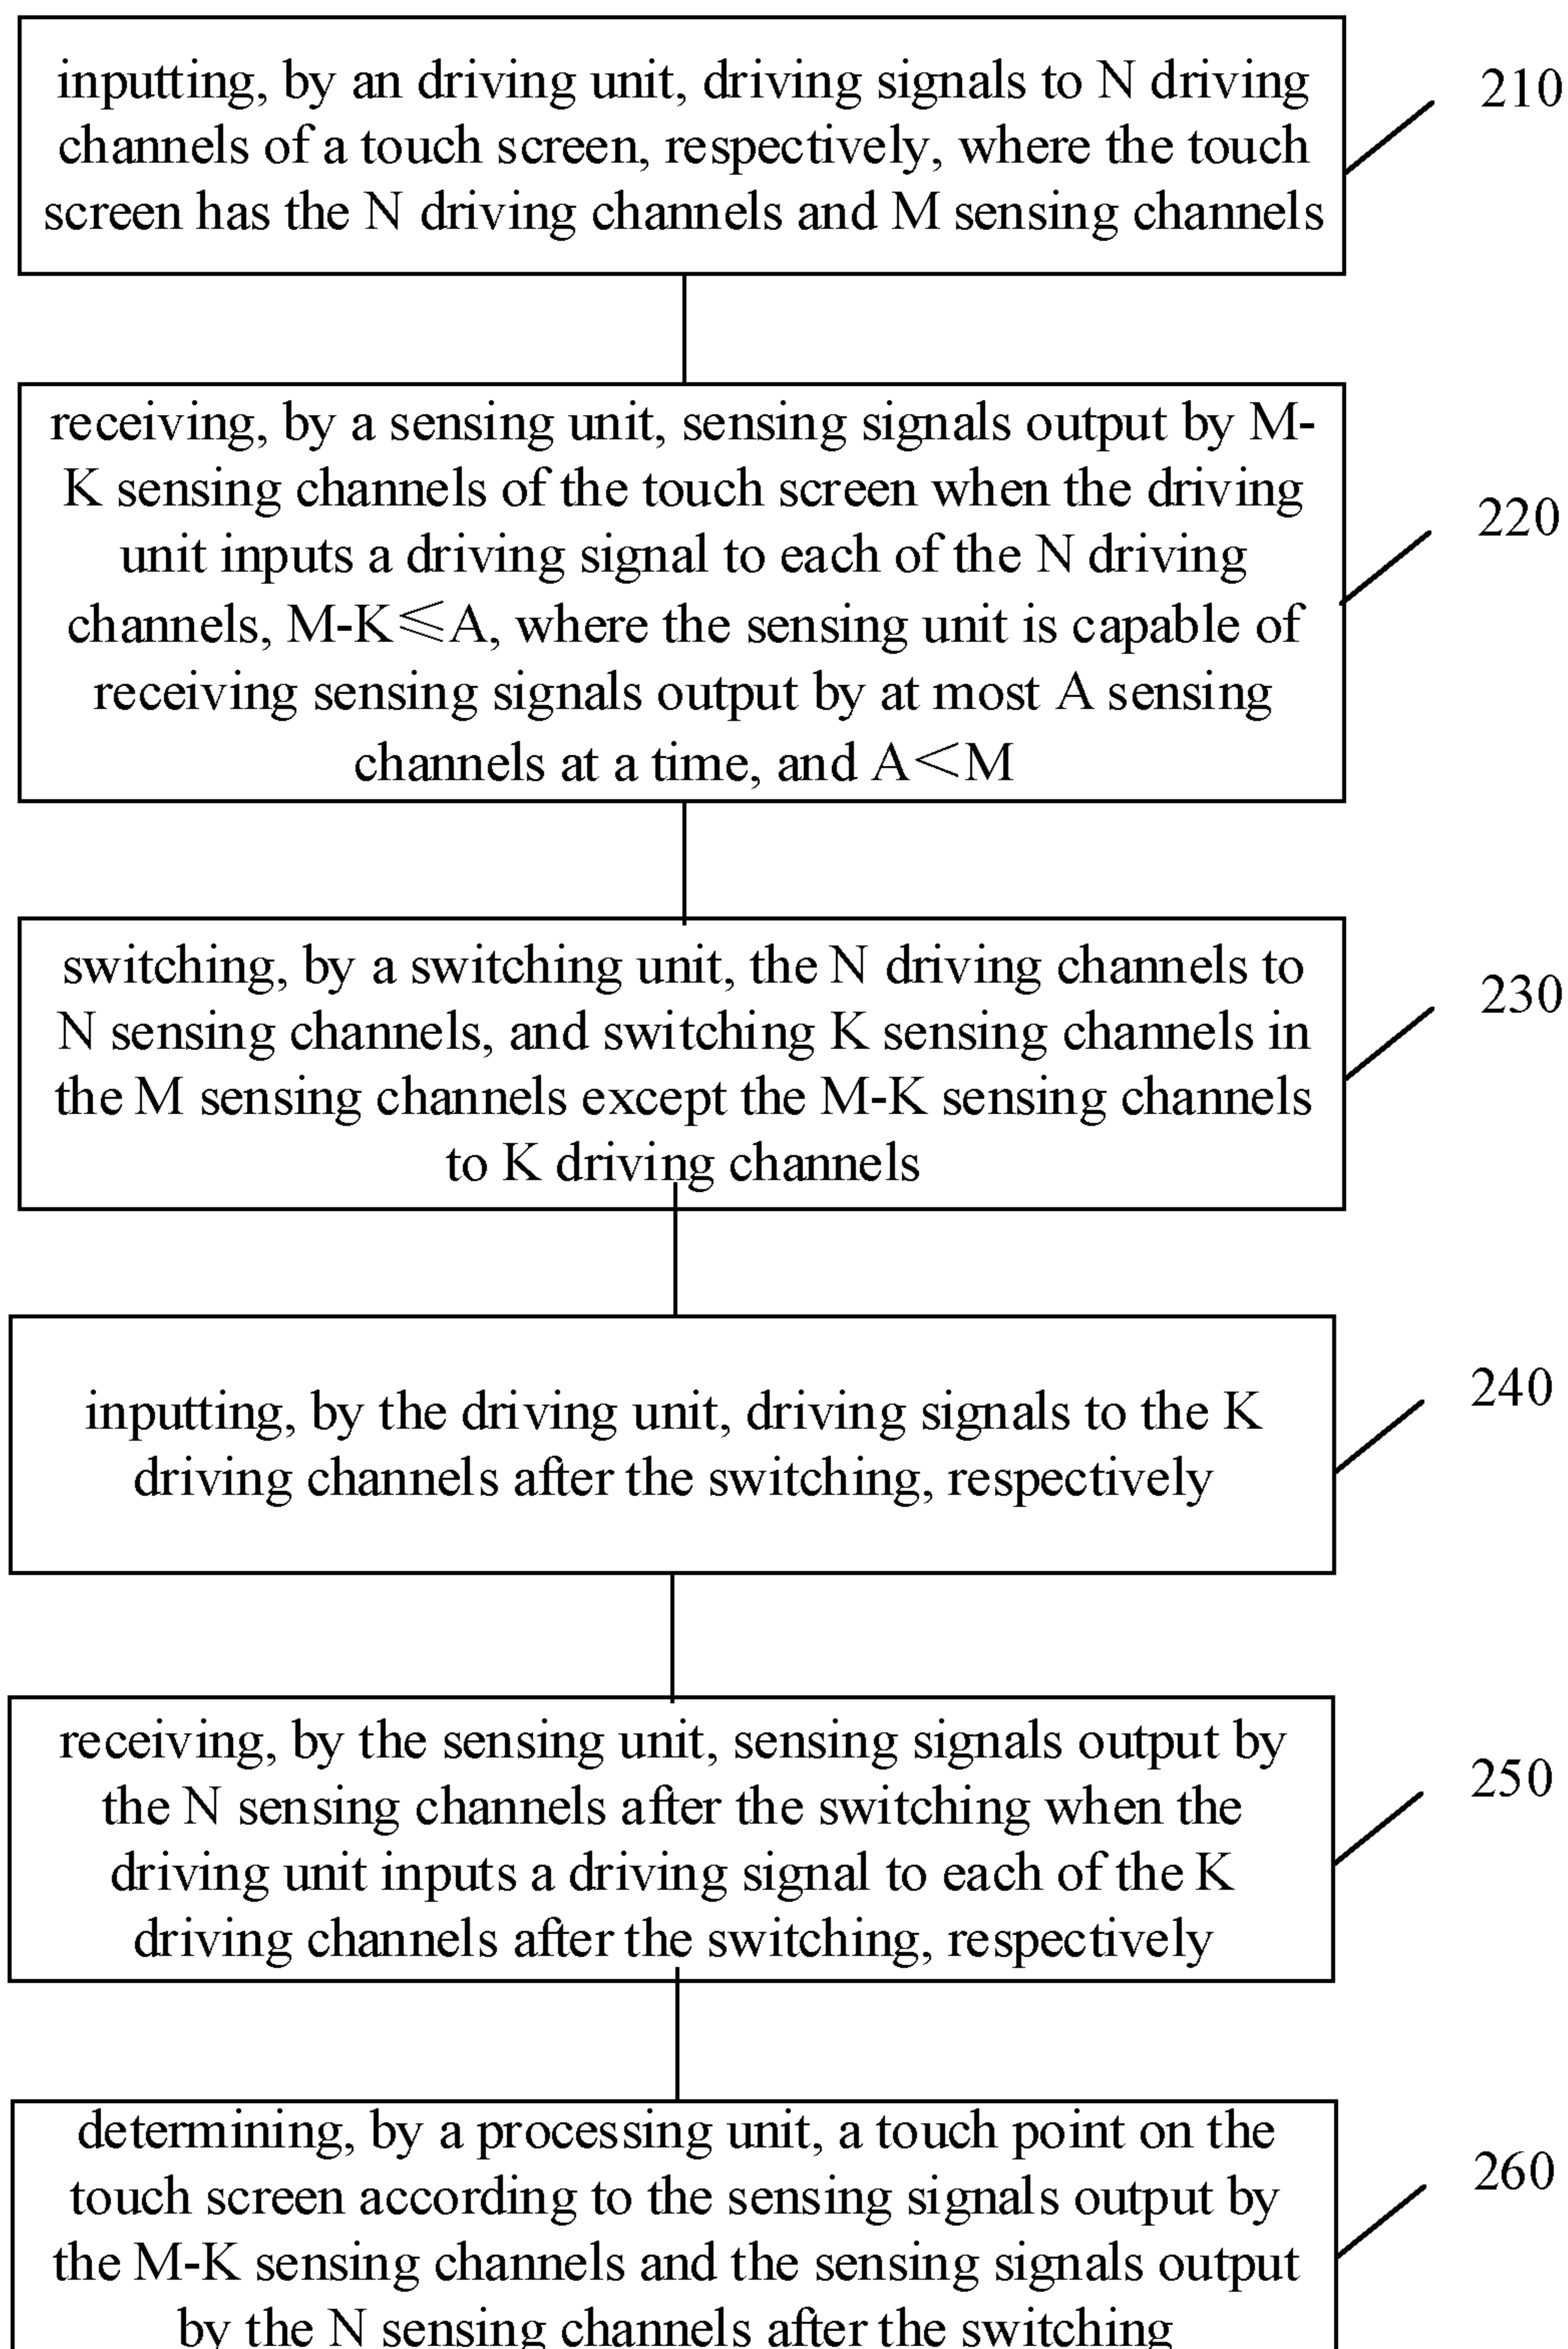 inputting, by an driving unit, driving signals to N driving
channels of a touch screen, respectively, where the touch
screen has the N driving channels and M sensing channels
210
receiving, by a sensing unit, sensing signals output by M-
K sensing channels of the touch screen when the driving
unit inputs a driving signal to each of the N driving
channels, M-K≤A, where the sensing unit is capable of
receiving sensing signals output by at most A sensing
channels at a time, and A<M
220
switching, by a switching unit, the N driving channels to
N sensing channels, and switching K sensing channels in
the M sensing channels except the M-K sensing channels
to K driving channels
230
inputting, by the driving unit, driving signals to the K
driving channels after the switching, respectively
240
receiving, by the sensing unit, sensing signals output by
the N sensing channels after the switching when the
driving unit inputs a driving signal to each of the K
driving channels after the switching, respectively
250
determining, by a processing unit, a touch point on the
touch screen according to the sensing signals output by
the M-K sensing channels and the sensing signals output
by the N sensing channels after the switching
260